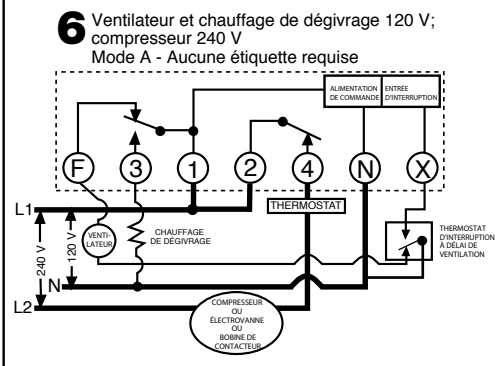 6 Ventilateur et chauffage de dégivrage 120 V;
compresseur 240 V
Mode A - Aucune étiquette requise
ALIMENTATION
DE COMMANDE
ENTRÉE
D'INTERRUPTION
F 3 1 2 4 N X
L1
THERMOSTAT
240 V
120 V
VENTI-
LATEUR
CHAUFFAGE
DE DÉGIVRAGE
THERMOSTAT
D'INTERRUPTION
À DÉLAI DE
VENTILATION
N
L2
COMPRESSEUR
OU
ÉLECTROVANNE
OU
BOBINE DE
CONTACTEUR